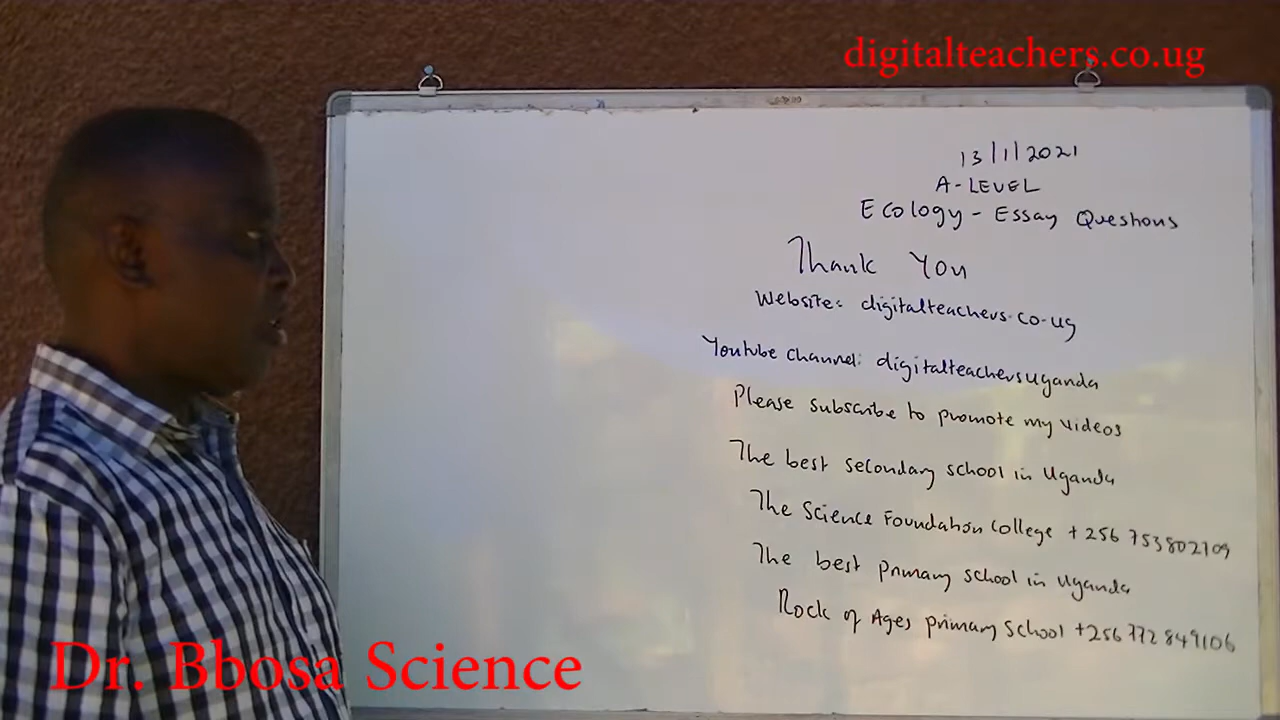 digitalteachers.co.ug
13/1/2021
A-LEVEL
Ecology - Essay Questions
Thank You
Website: digitalteachers.co.ug
Youtube channel: digitalteachersuganda
Please subscribe to promote my videos
The best secondary school in Uganda
The Science Foundation College +256 753802709
The best primary school in Uganda
Rock of Ages primary school +256 772 849106
Dr. Bbosa Science